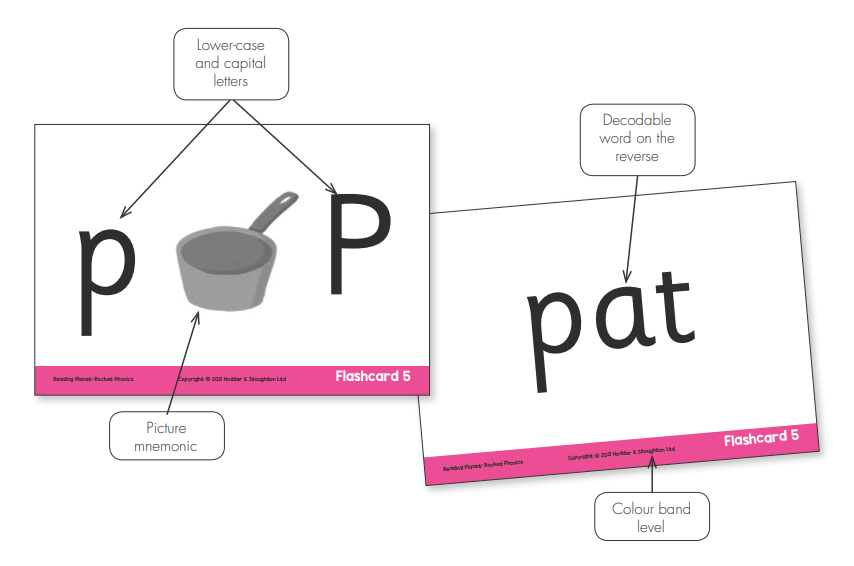 Lower-case
and capital
letters
Decodable
word on the
reverse
p P
pat
Reading Planet: Rocket Phonics Copyright © 2021 Hodder & Stoughton Ltd Flashcard 5
Picture
mnemonic
Reading Planet: Rocket Phonics Copyright © 2021 Hodder & Stoughton Ltd Flashcard 5
Colour band
level